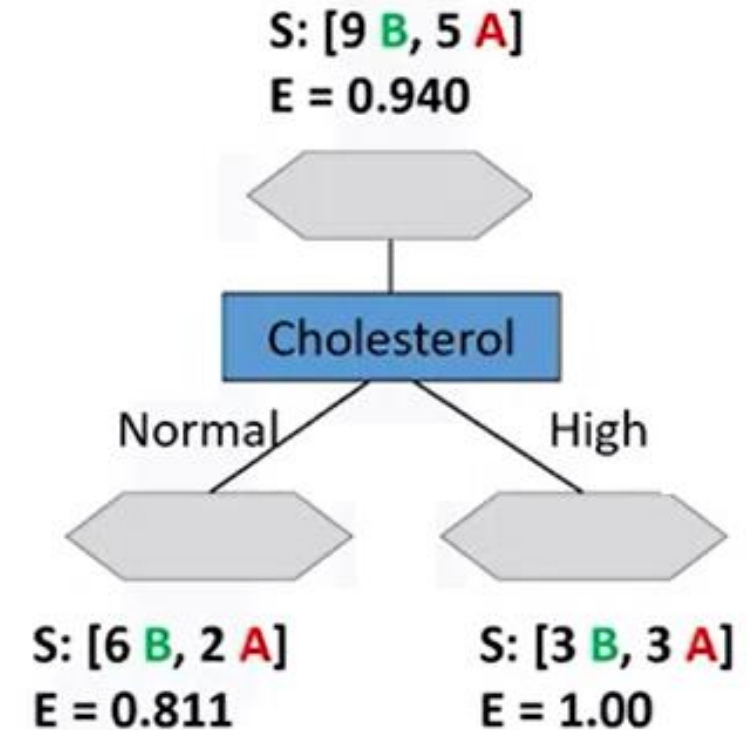 S: [9 B, 5 A]
E = 0.940
Cholesterol
Normal
High
S: [6 B, 2 A]
E = 0.811
S: [3 B, 3 A]
E = 1.00